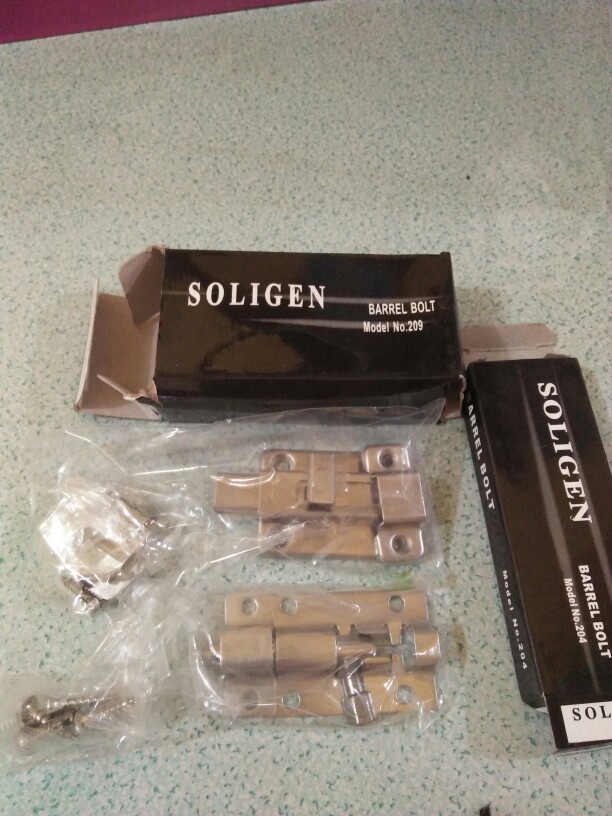 SOLIGEN
BARREL BOLT
Model No.209
SOLIGEN
BARREL BOLT
Model No.204
BARREL BOLT
Model No.204
SOL